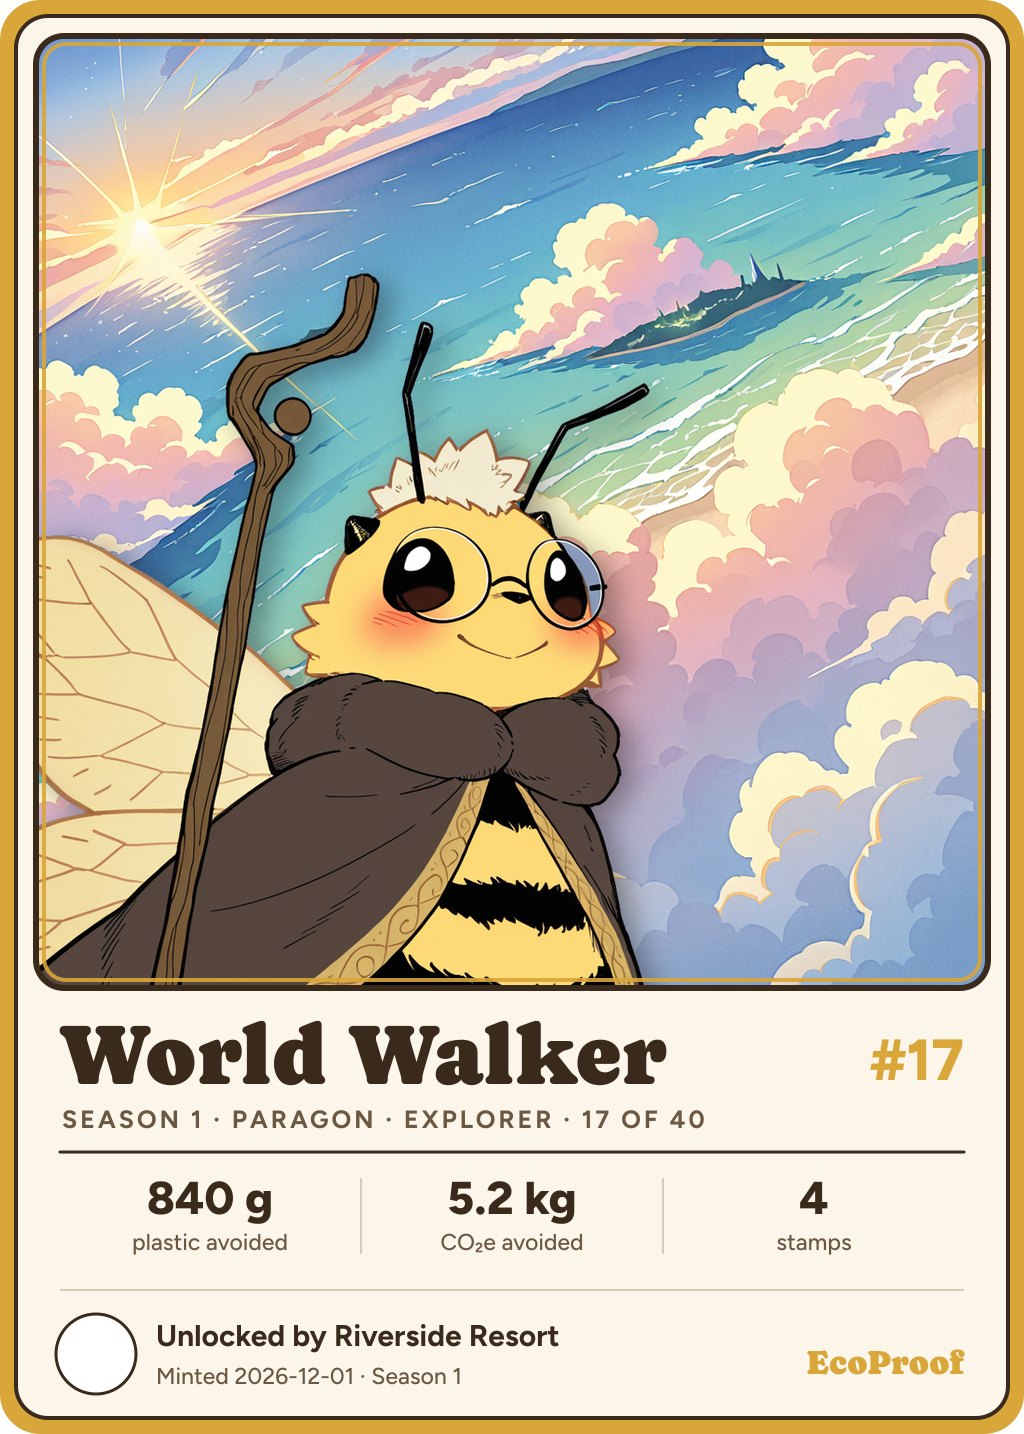 World Walker
#17
SEASON 1 · PARAGON · EXPLORER · 17 OF 40
840 g
plastic avoided
5.2 kg
CO₂e avoided
4
stamps
Unlocked by Riverside Resort
Minted 2026-12-01 · Season 1
EcoProof